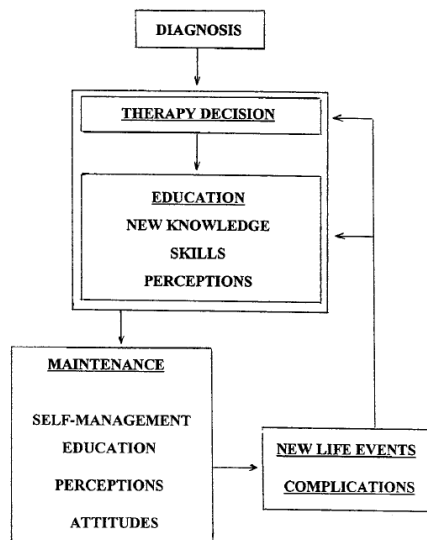 DIAGNOSIS
THERAPY DECISION
EDUCATION
NEW KNOWLEDGE
SKILLS
PERCEPTIONS
MAINTENANCE
SELF-MANAGEMENT
EDUCATION
PERCEPTIONS
ATTITUDES
NEW LIFE EVENTS
COMPLICATIONS